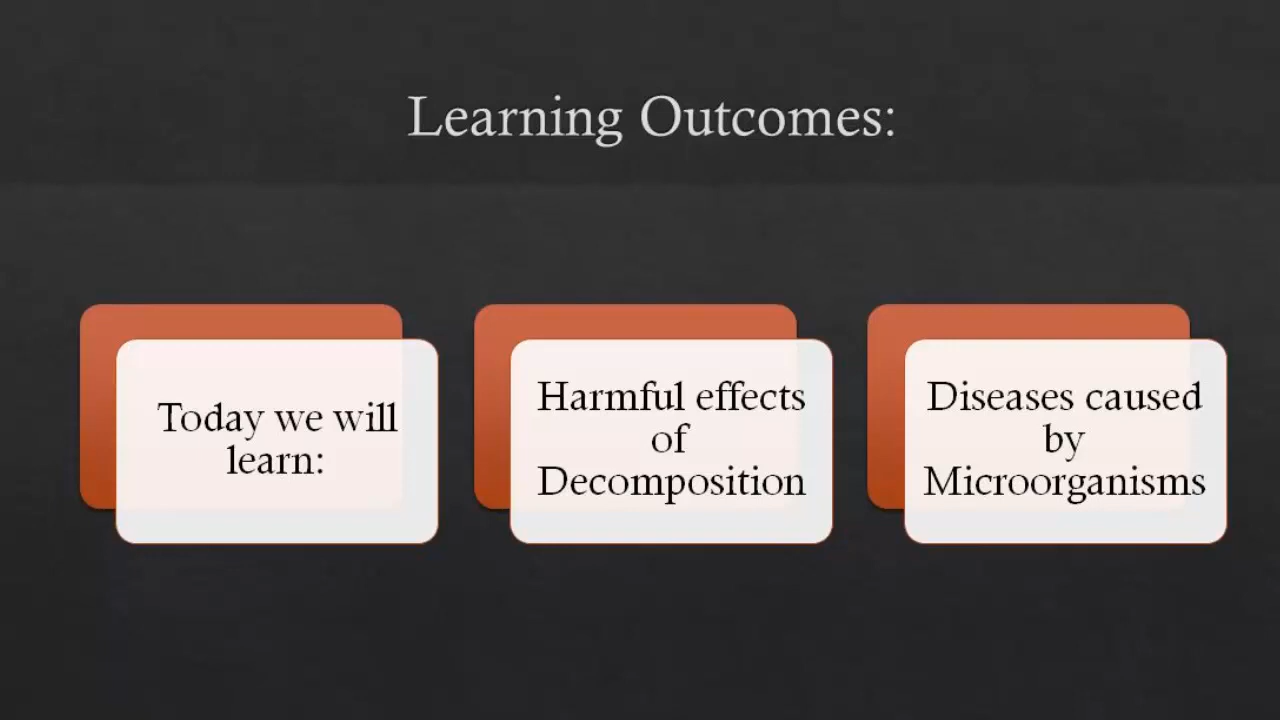 Learning Outcomes:
Today we will
learn:
Harmful effects
of
Decomposition
Diseases caused
by
Microorganisms